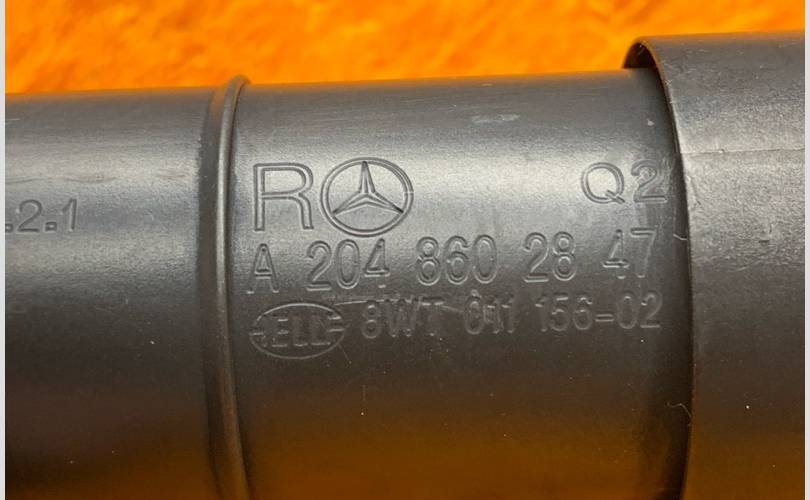 .2.1
R Q2
A 204 860 28 47
HELLA 8WT 011 156-02